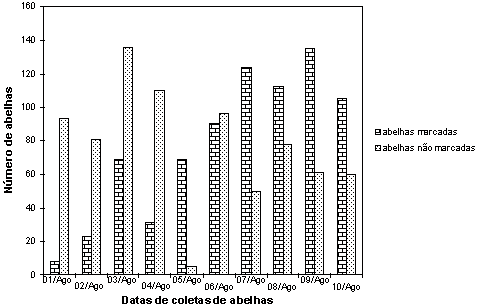 160
140
120
100
80
60
40
20
0
Número de abelhas
01/Ago
02/Ago
03/Ago
04/Ago
05/Ago
06/Ago
07/Ago
08/Ago
09/Ago
10/Ago
Datas de coletas de abelhas
abelhas marcadas
abelhas não marcadas